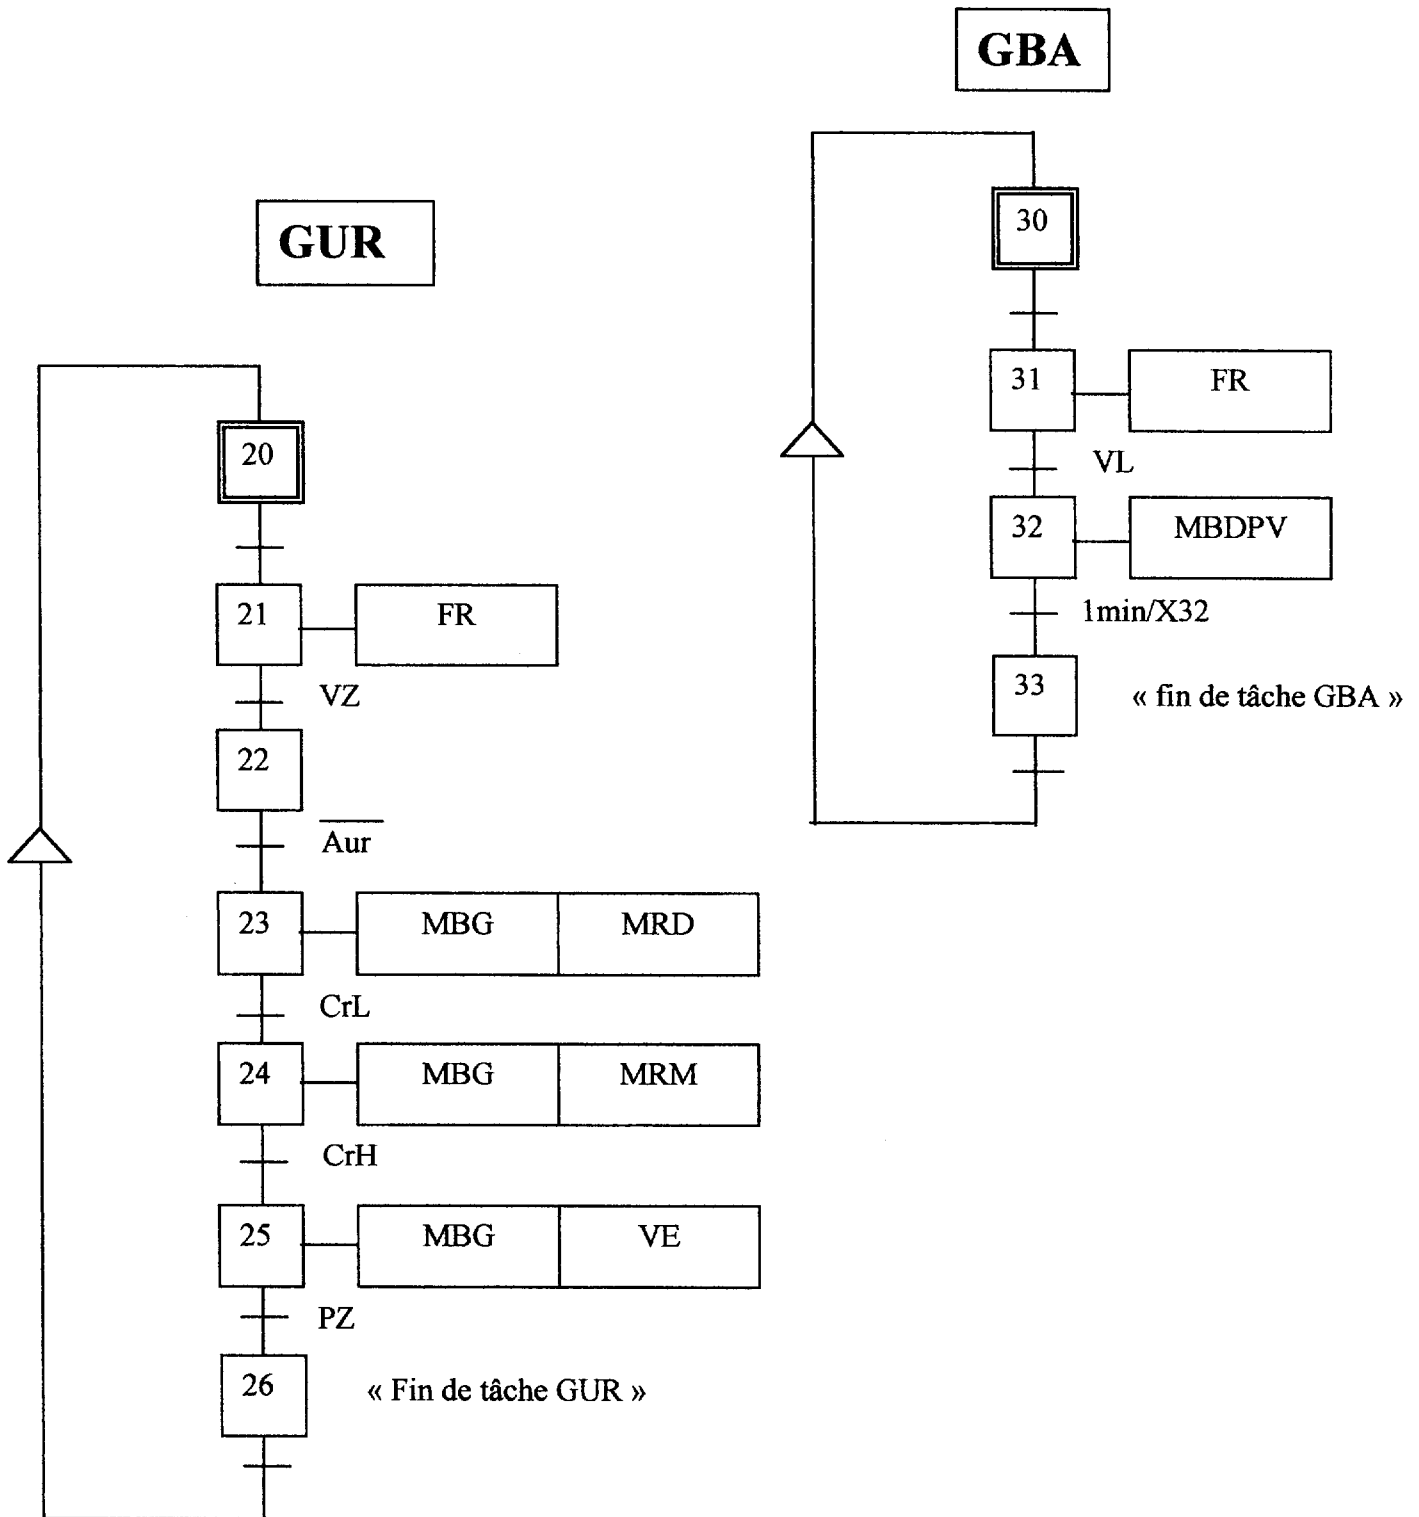 GBA
30
31 FR
VL
32 MBDPV
1min/X32
33 « fin de tâche GBA »
GUR
20
21 FR
VZ
22
A̅u̅r̅
23 MBG MRD
CrL
24 MBG MRM
CrH
25 MBG VE
PZ
26 « Fin de tâche GUR »